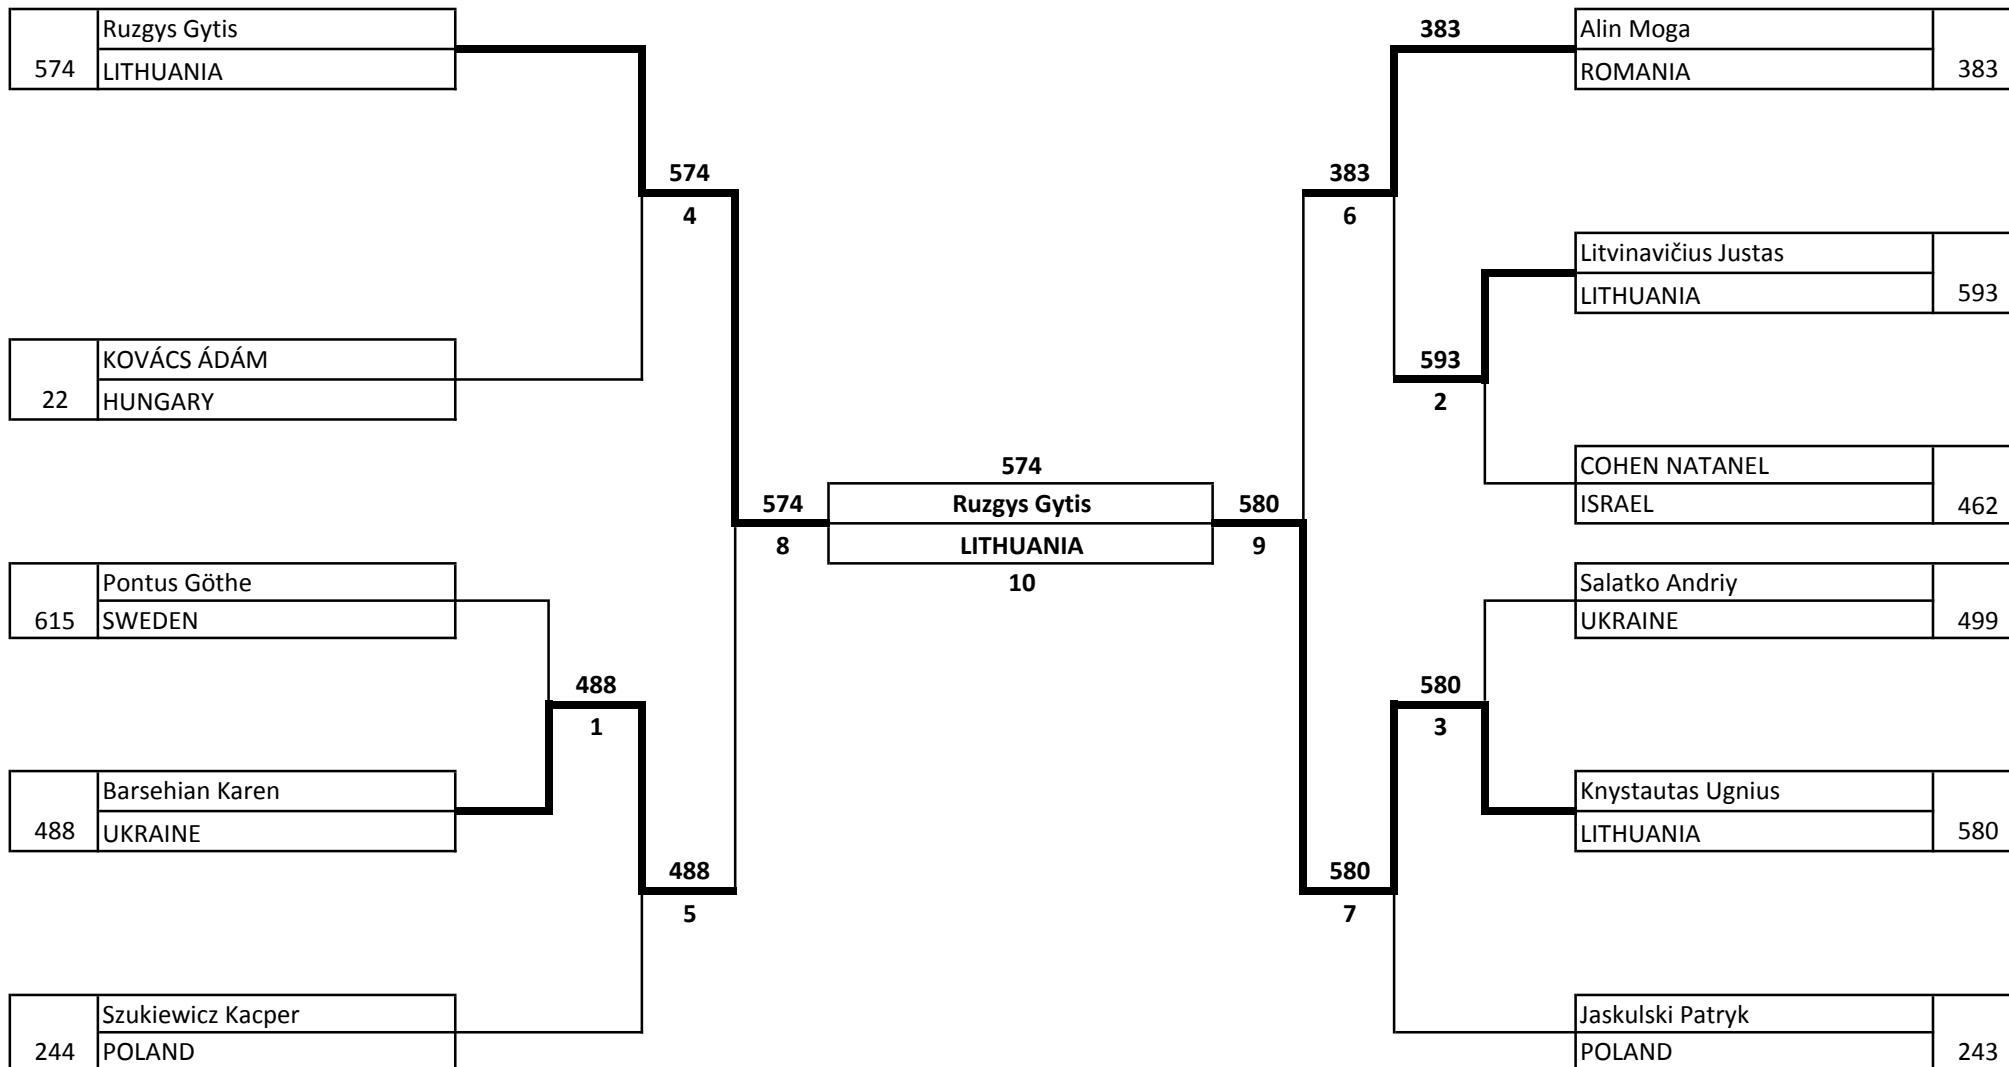 Ruzgys Gytis
574 LITHUANIA
383
Alin Moga
ROMANIA 383
574
4
383
6
Litvinavičius Justas
LITHUANIA 593
KOVÁCS ÁDÁM
22 HUNGARY
593
2
COHEN NATANEL
ISRAEL 462
574
574 Ruzgys Gytis 580
8 LITHUANIA 9
10
Pontus Göthe
615 SWEDEN
Salatko Andriy
UKRAINE 499
488
1
580
3
Barsehian Karen
488 UKRAINE
Knystautas Ugnius
LITHUANIA 580
488
5
580
7
Szukiewicz Kacper
244 POLAND
Jaskulski Patryk
POLAND 243